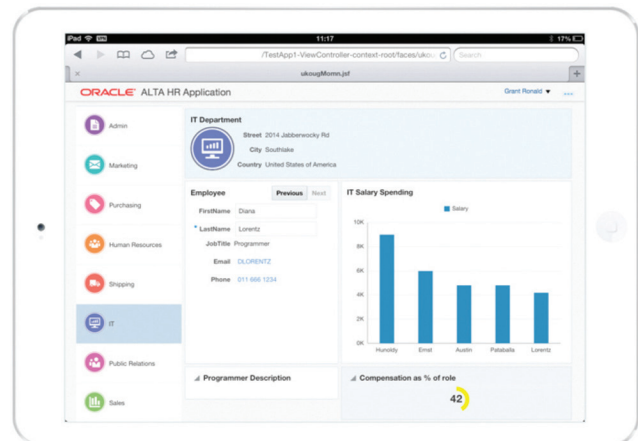 iPad
11:17
17%
/TestApp1-ViewController-context-root/faces/ukou
Search
ukougMomn.jsf
ORACLE ALTA HR Application
Grant Ronald
Admin
Marketing
Purchasing
Human Resources
Shipping
IT
Public Relations
Sales
IT Department
Street 2014 Jabberwocky Rd
City Southlake
Country United States of America
Employee
Previous Next
FirstName Diana
* LastName Lorentz
JobTitle Programmer
Email DLORENTZ
Phone 011 666 1234
Programmer Description
IT Salary Spending
Salary
10K
8K
6K
4K
2K
0K
Hunoldy Ernst Austin Pataballa Lorentz
Compensation as % of role
42